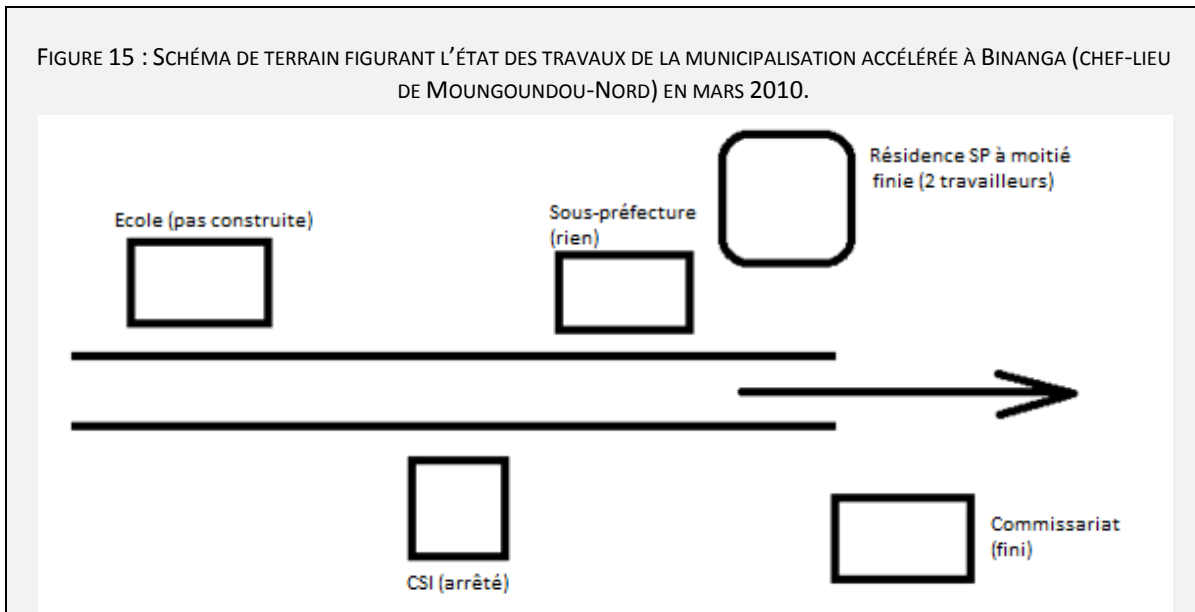 FIGURE 15 : SCHÉMA DE TERRAIN FIGURANT L'ÉTAT DES TRAVAUX DE LA MUNICIPALISATION ACCÉLÉRÉE À BINANGA (CHEF-LIEU
DE MOUNGOUNDOU-NORD) EN MARS 2010.
Résidence SP à moitié
finie (2 travailleurs)
Ecole (pas construite)
Sous-préfecture
(rien)
CSI (arrêté)
Commissariat
(fini)